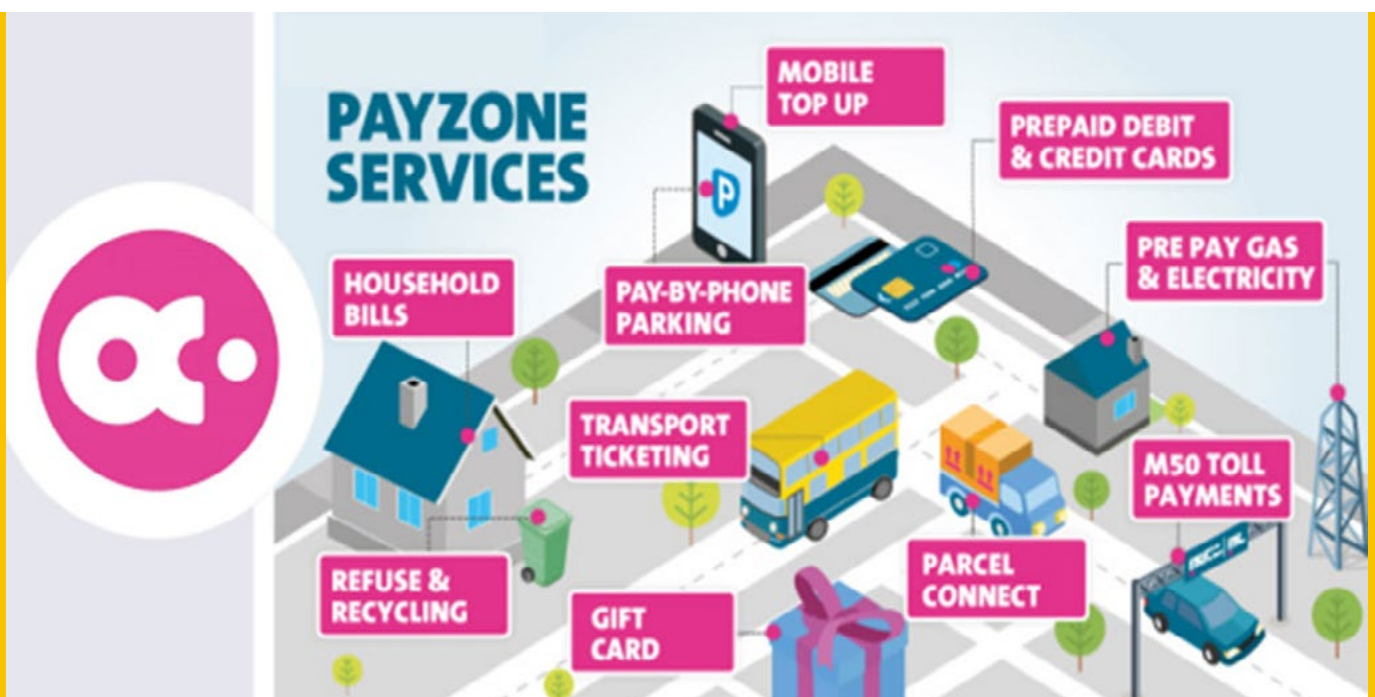 PAYZONE
SERVICES
MOBILE
TOP UP
PREPAID DEBIT
& CREDIT CARDS
PRE PAY GAS
& ELECTRICITY
HOUSEHOLD
BILLS
PAY-BY-PHONE
PARKING
P
TRANSPORT
TICKETING
M50 TOLL
PAYMENTS
REFUSE &
RECYCLING
GIFT
CARD
PARCEL
CONNECT